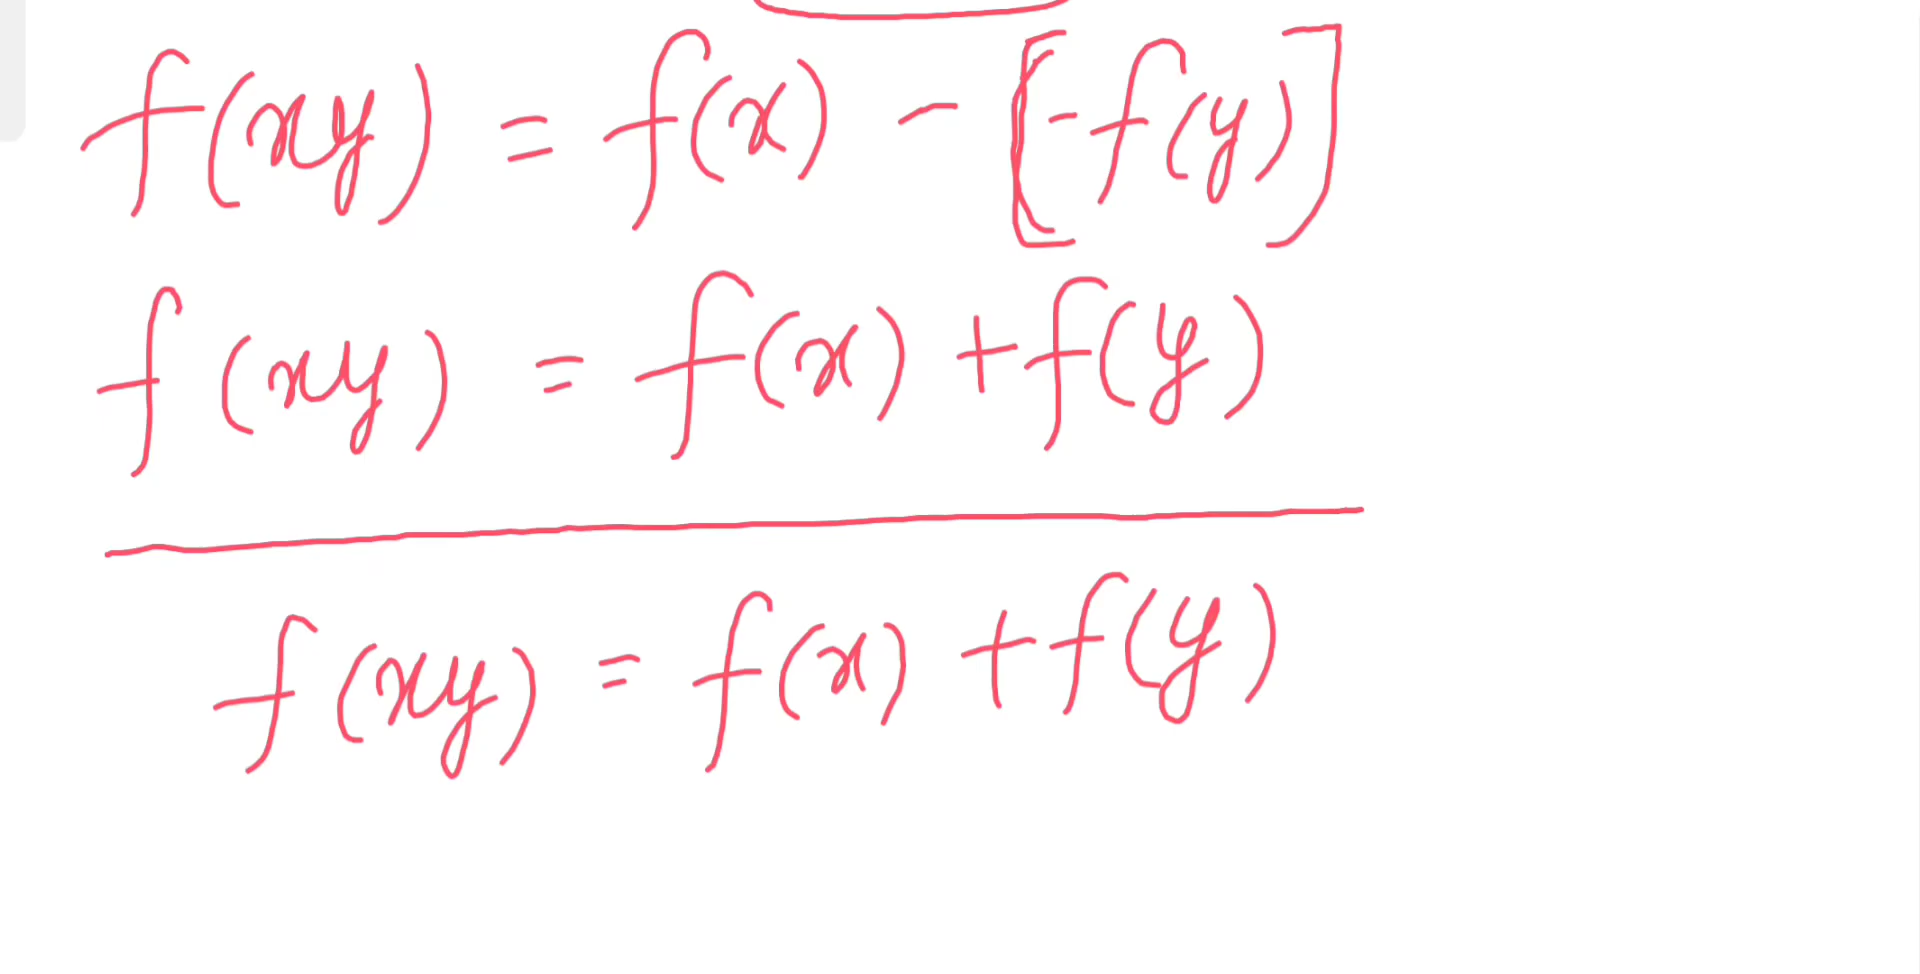 f(xy) = f(x) - [-f(y)]
f(xy) = f(x) + f(y)
f(xy) = f(x) + f(y)